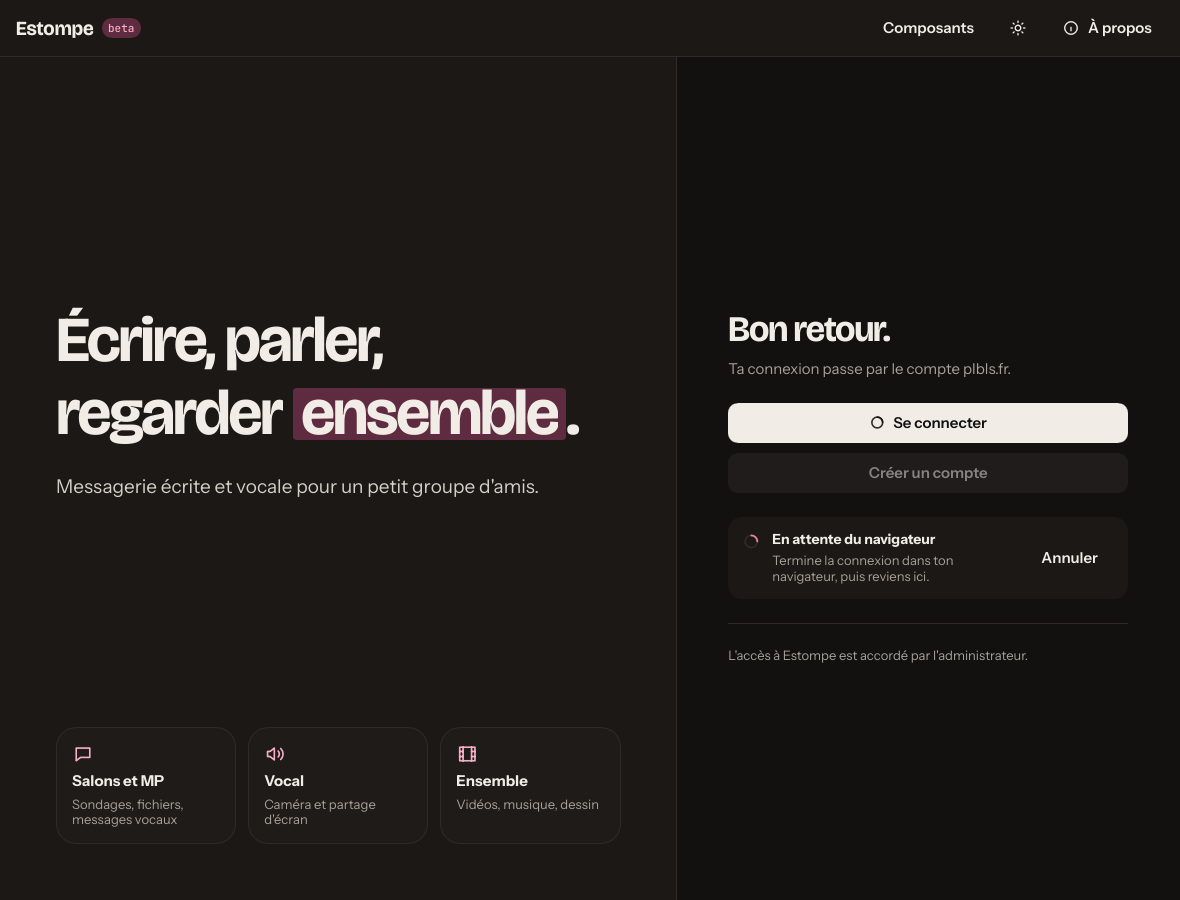 Estompe beta
Composants
À propos
Écrire, parler,
regarder ensemble.
Messagerie écrite et vocale pour un petit groupe d'amis.
Salons et MP
Sondages, fichiers,
messages vocaux
Vocal
Caméra et partage
d'écran
Ensemble
Vidéos, musique, dessin
Bon retour.
Ta connexion passe par le compte plbls.fr.
Se connecter
Créer un compte
En attente du navigateur
Termine la connexion dans ton
navigateur, puis reviens ici.
Annuler
L'accès à Estompe est accordé par l'administrateur.